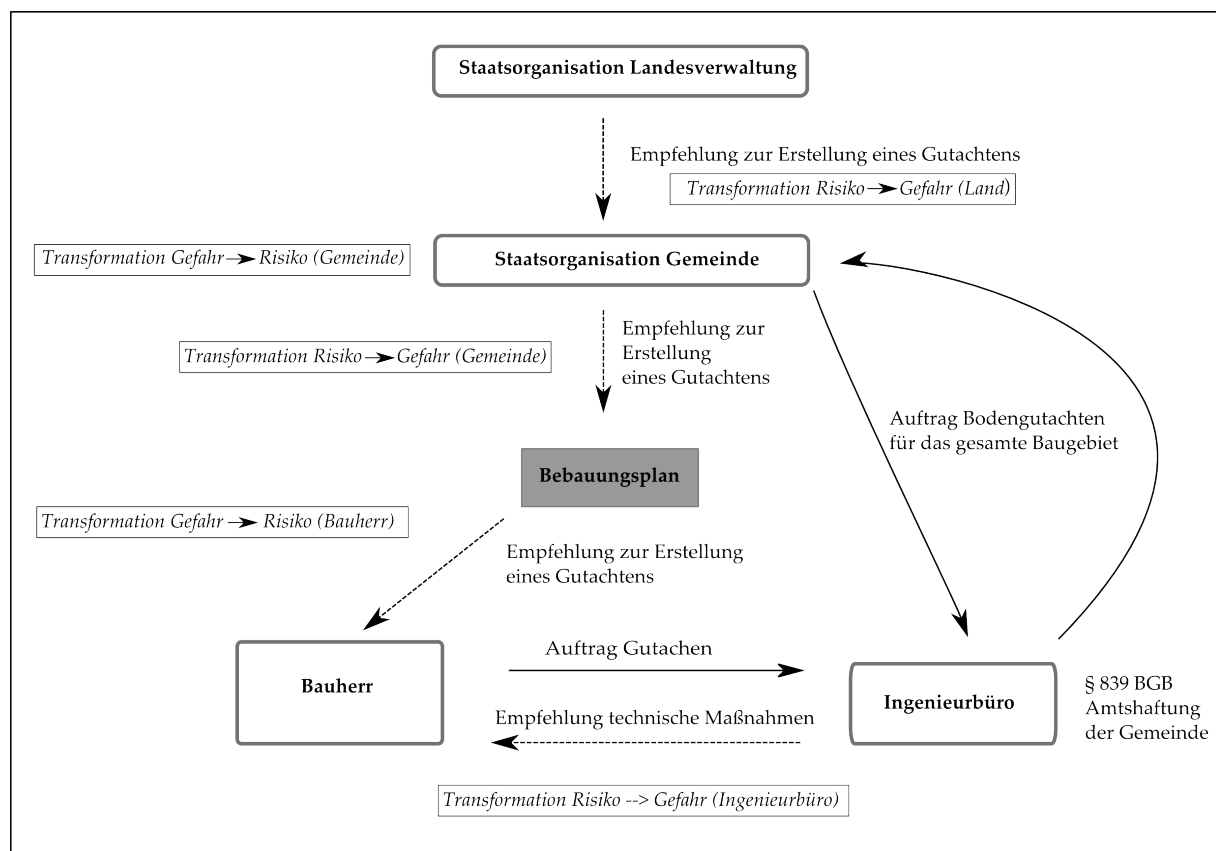 Staatsorganisation Landesverwaltung
Empfehlung zur Erstellung eines Gutachtens
Transformation Risiko → Gefahr (Land)
Transformation Gefahr → Risiko (Gemeinde)
Staatsorganisation Gemeinde
Empfehlung zur
Erstellung
eines Gutachtens
Transformation Risiko → Gefahr (Gemeinde)
Auftrag Bodengutachten
für das gesamte Baugebiet
Bebauungsplan
Transformation Gefahr → Risiko (Bauherr)
Empfehlung zur Erstellung
eines Gutachtens
Bauherr
Auftrag Gutachen
Empfehlung technische Maßnahmen
Ingenieurbüro
§ 839 BGB
Amtshaftung
der Gemeinde
Transformation Risiko --> Gefahr (Ingenieurbüro)